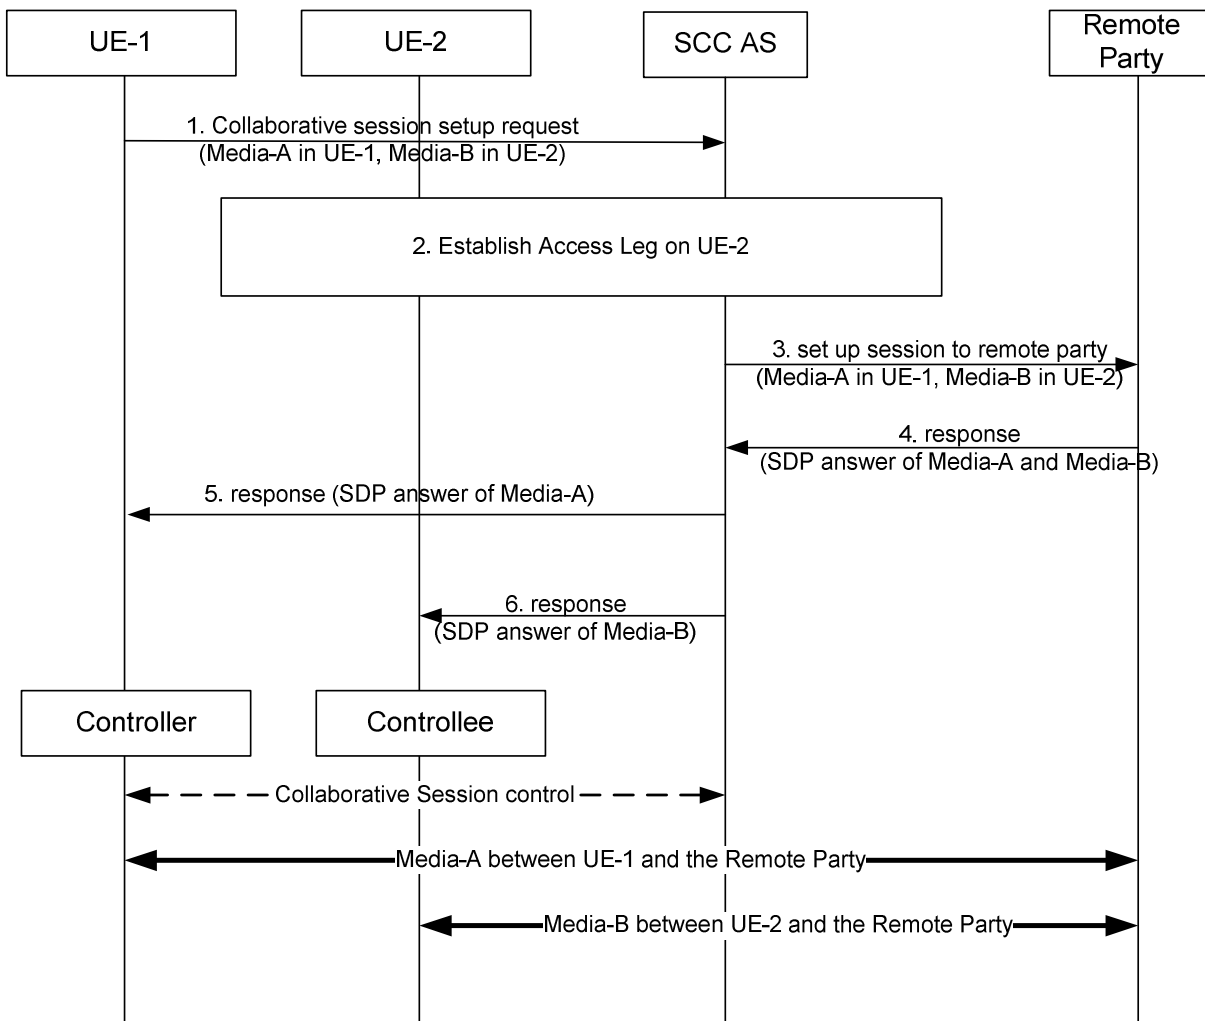 UE-1
UE-2
SCC AS
Remote
Party
1. Collaborative session setup request
(Media-A in UE-1, Media-B in UE-2)
2. Establish Access Leg on UE-2
3. set up session to remote party
(Media-A in UE-1, Media-B in UE-2)
4. response
(SDP answer of Media-A and Media-B)
5. response (SDP answer of Media-A)
6. response
(SDP answer of Media-B)
Controller
Controllee
Collaborative Session control
Media-A between UE-1 and the Remote Party
Media-B between UE-2 and the Remote Party